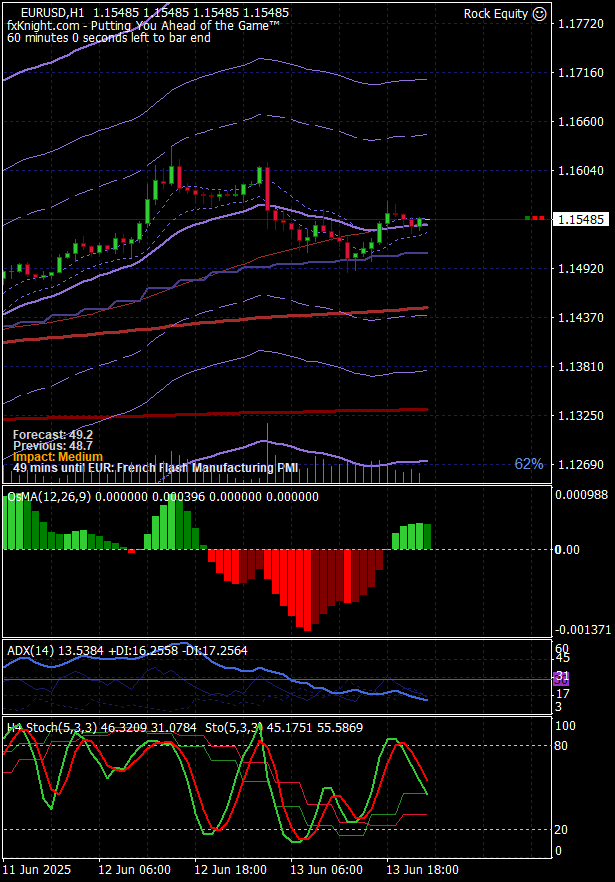 EURUSD,H1 1.15485 1.15485 1.15485 1.15485
Rock Equity ☺
fxKnight.com - Putting You Ahead of the Game™
60 minutes 0 seconds left to bar end
1.17720
1.17160
1.16600
1.16040
1.15485
1.14920
1.14370
1.13810
1.13250
1.12690
Forecast: 49.2
Previous: 48.7
Impact: Medium
49 mins until EUR: French Flash Manufacturing PMI
62%
OsMA(12,26,9) 0.000000 0.000396 0.000000 0.000000
0.000988
0.00
-0.001371
ADX(14) 13.5384 +DI:16.2558 -DI:17.2564
60
45
31
17
3
H4 Stoch(5,3,3) 46.3209 31.0784 Sto(5,3,3) 45.1751 55.5869
100
80
20
0
11 Jun 2025
12 Jun 06:00
12 Jun 18:00
13 Jun 06:00
13 Jun 18:00